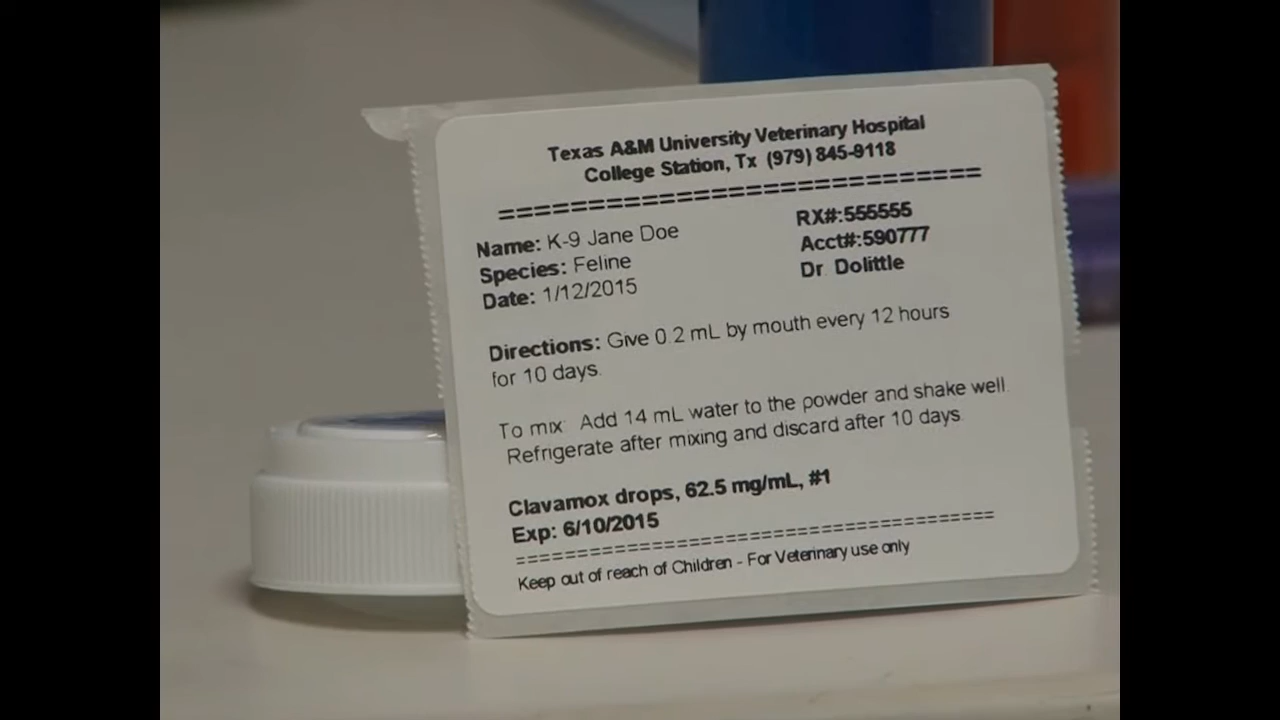 Texas A&M University Veterinary Hospital
College Station, Tx (979) 845-9118
==============================
Name: K-9 Jane Doe
RX#:555555
Species: Feline
Acct#:590777
Date: 1/12/2015
Dr. Dolittle
Directions: Give 0.2 mL by mouth every 12 hours
for 10 days.
To mix: Add 14 mL water to the powder and shake well.
Refrigerate after mixing and discard after 10 days.
Clavamox drops, 62.5 mg/mL, #1
Exp: 6/10/2015
========================================
Keep out of reach of Children - For Veterinary use only